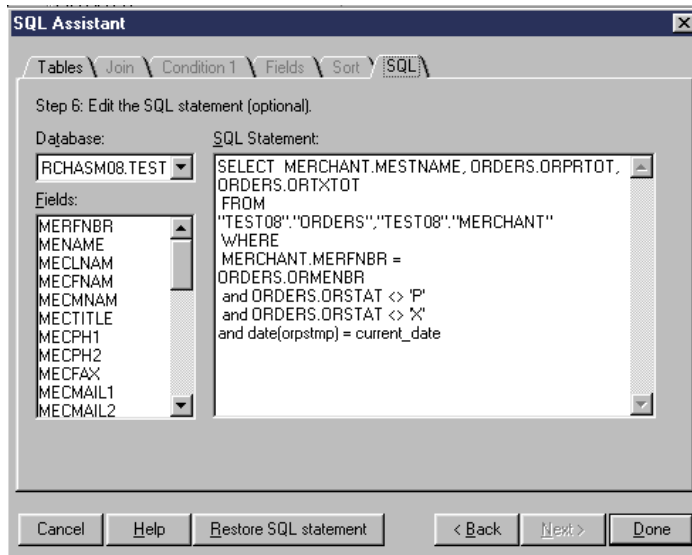 SQL Assistant
Tables
Join
Condition 1
Fields
Sort
SQL
Step 6: Edit the SQL statement (optional).
Database:
SQL Statement:
RCHASM08.TEST
SELECT MERCHANT.MESTNAME, ORDERS.ORPRTOT,
ORDERS.ORTXTOT
FROM
"TEST08"."ORDERS","TEST08"."MERCHANT"
WHERE
MERCHANT.MERFNBR =
ORDERS.ORMENBR
and ORDERS.ORSTAT <> 'P'
and ORDERS.ORSTAT <> 'X'
and date(orpstmp) = current_date
Fields:
MERFNBR
MENAME
MECLNAM
MECFNAM
MECMNAM
MECTITLE
MECPH1
MECPH2
MECFAX
MECMAIL1
MECMAIL2
Cancel
Help
Restore SQL statement
< Back
Next >
Done